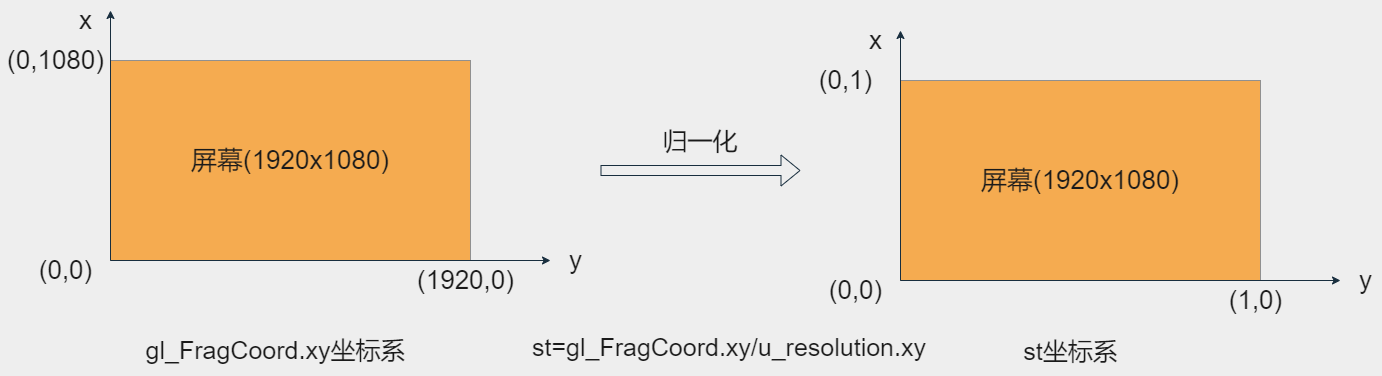 x
(0,1080)
屏幕(1920x1080)
(0,0)
(1920,0)
y
gl_FragCoord.xy坐标系
归一化
st=gl_FragCoord.xy/u_resolution.xy
x
(0,1)
屏幕(1920x1080)
(0,0)
(1,0)
y
st坐标系